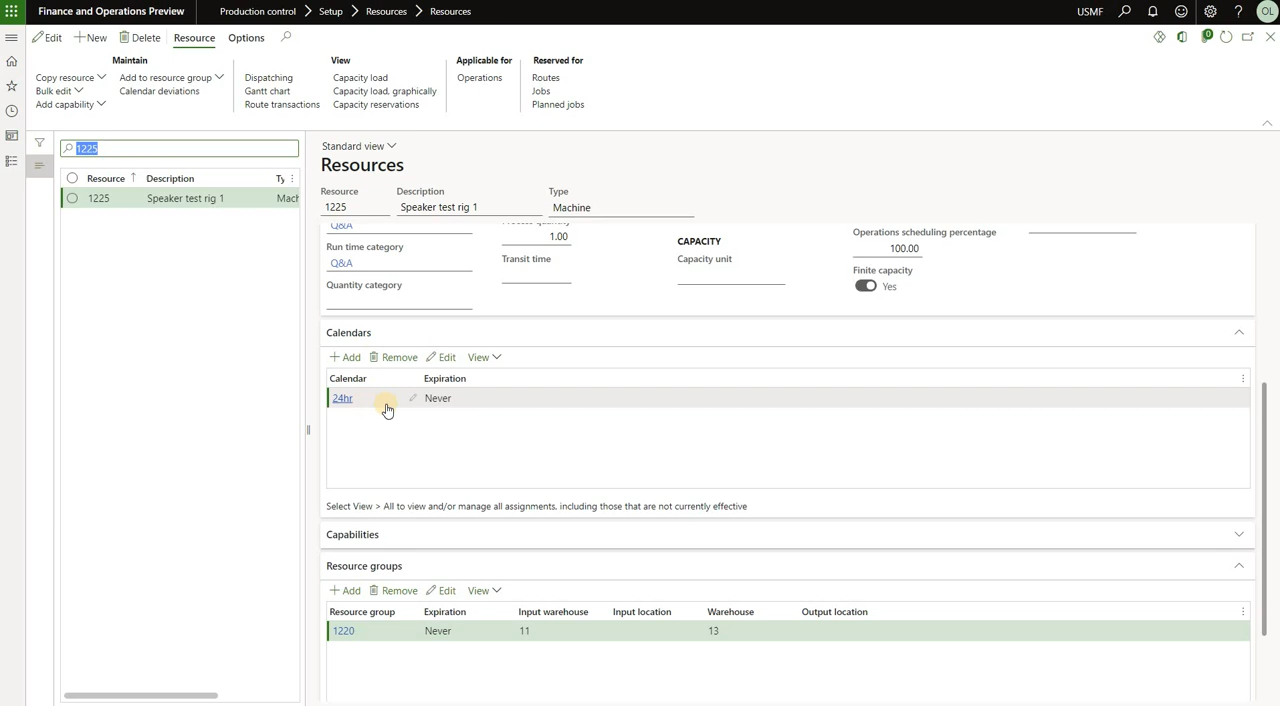 Finance and Operations Preview
Production control > Setup > Resources > Resources
USMF
?
OL
Edit
New
Delete
Resource
Options
0
Maintain
Copy resource
Add to resource group
Bulk edit
Calendar deviations
Add capability
View
Dispatching
Capacity load
Gantt chart
Capacity load, graphically
Route transactions
Capacity reservations
Applicable for
Operations
Reserved for
Routes
Jobs
Planned jobs
1225
Resource
Description
Ty
1225
Speaker test rig 1
Mach
Standard view
Resources
Resource
Description
Type
1225
Speaker test rig 1
Machine
Q&A
Run time category
Q&A
Quantity category
Process quantity
1.00
Transit time
CAPACITY
Capacity unit
Operations scheduling percentage
100.00
Finite capacity
Yes
Calendars
Add
Remove
Edit
View
Calendar
Expiration
24hr
Never
Select View > All to view and/or manage all assignments, including those that are not currently effective
Capabilities
Resource groups
Add
Remove
Edit
View
Resource group
Expiration
Input warehouse
Input location
Warehouse
Output location
1220
Never
11
13